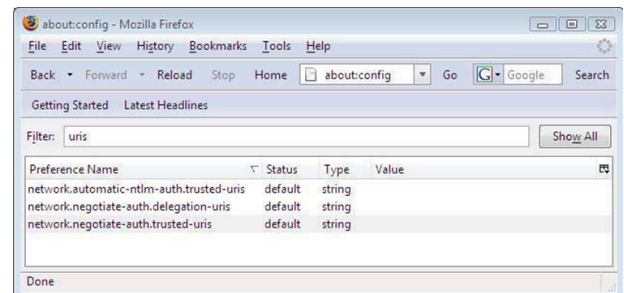 about:config - Mozilla Firefox
File Edit View History Bookmarks Tools Help
Back Forward Reload Stop Home about:config Go G Google Search
Getting Started Latest Headlines
Filter: uris Show All
Preference Name Status Type Value
network.automatic-ntlm-auth.trusted-uris default string
network.negotiate-auth.delegation-uris default string
network.negotiate-auth.trusted-uris default string
Done